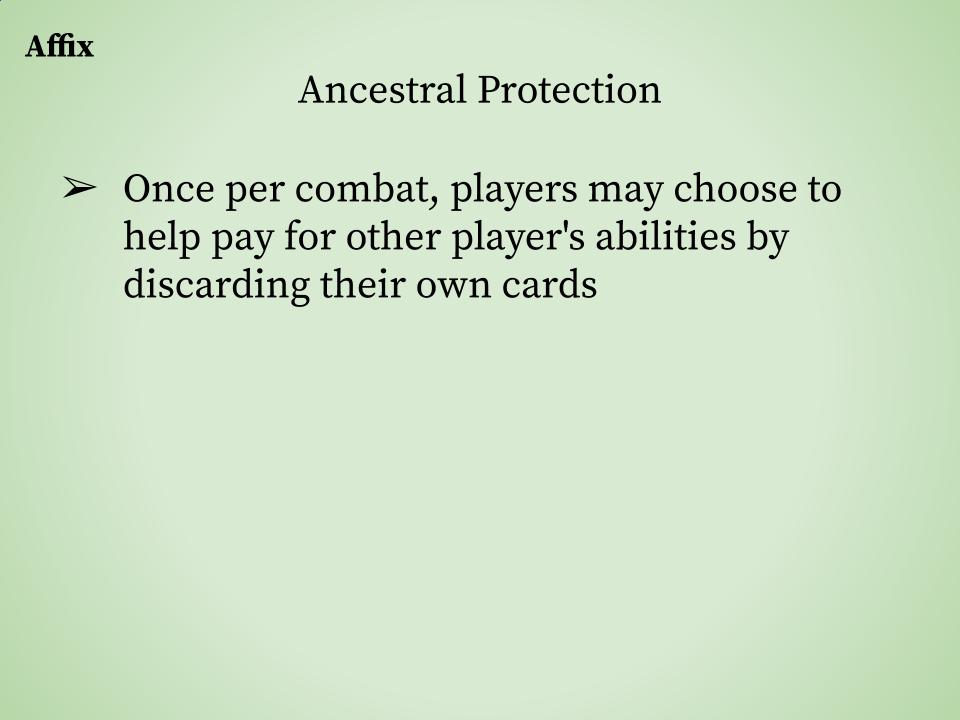 Affix
Ancestral Protection
➢ Once per combat, players may choose to
help pay for other player's abilities by
discarding their own cards